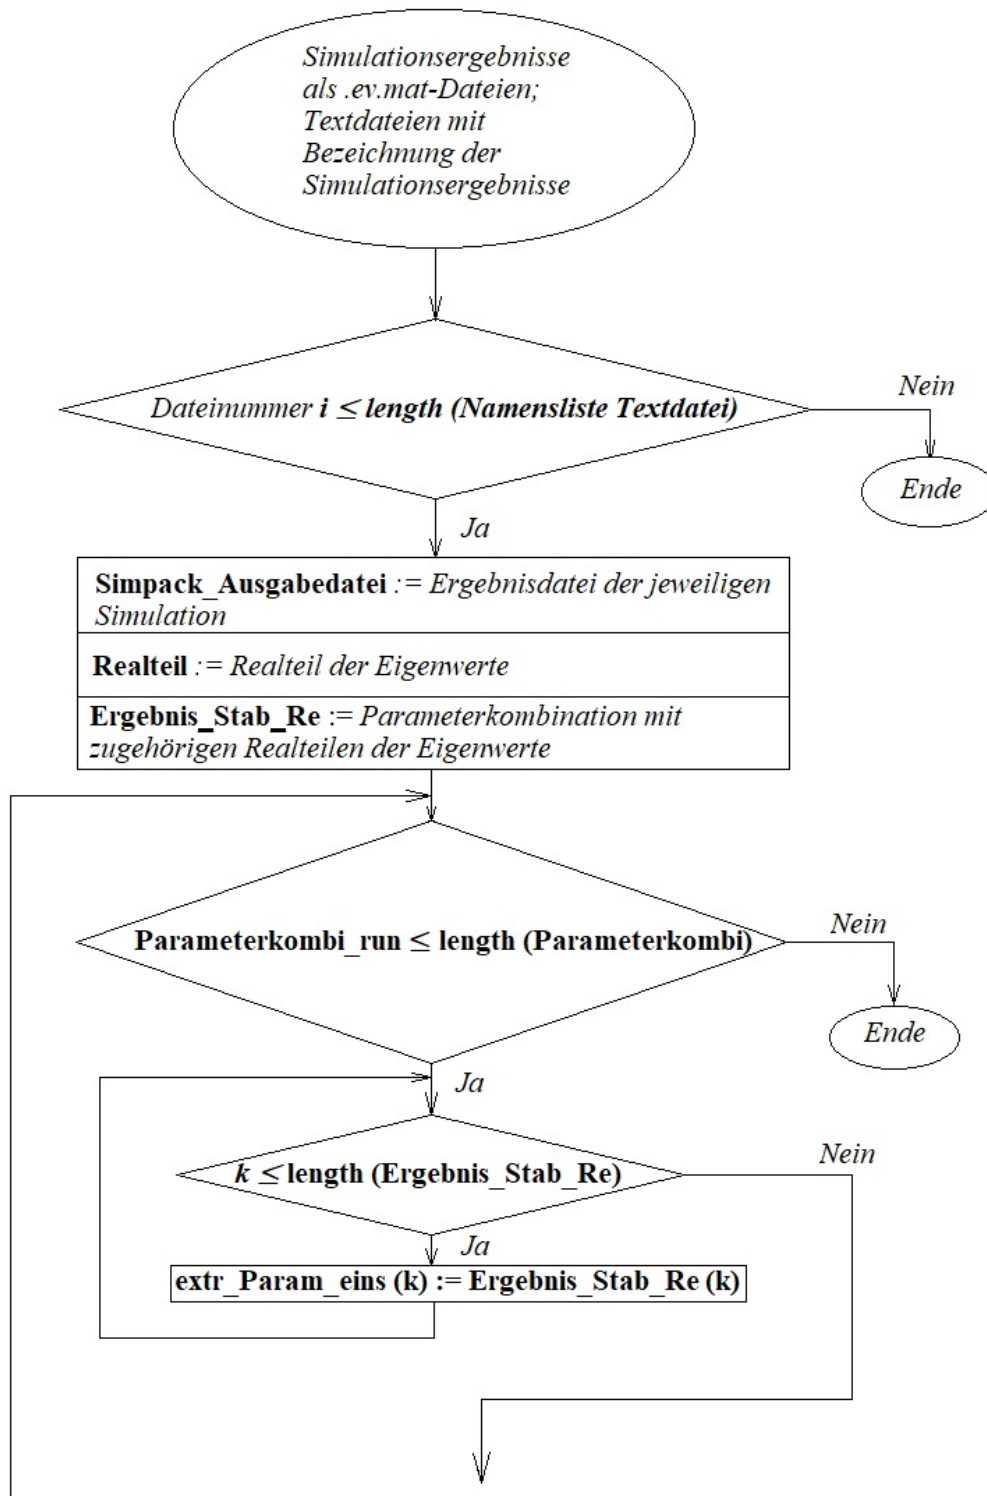 Simulationsergebnisse
als .ev.mat-Dateien;
Textdateien mit
Bezeichnung der
Simulationsergebnisse
Dateinummer i ≤ length (Namensliste Textdatei)
Nein
Ende
Ja
Simpack_Ausgabedatei := Ergebnisdatei der jeweiligen
Simulation
Realteil := Realteil der Eigenwerte
Ergebnis_Stab_Re := Parameterkombination mit
zugehörigen Realteilen der Eigenwerte
Parameterkombi_run ≤ length (Parameterkombi)
Nein
Ende
Ja
k ≤ length (Ergebnis_Stab_Re)
Nein
Ja
extr_Param_eins (k) := Ergebnis_Stab_Re (k)